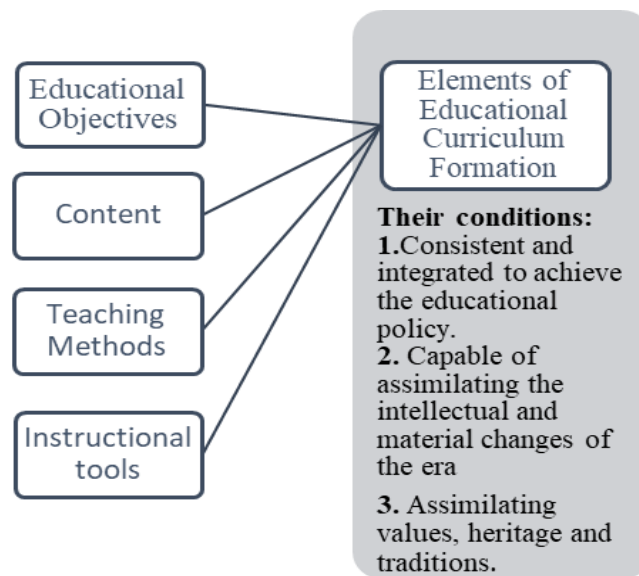 Educational
Objectives
Content
Teaching
Methods
Instructional
tools
Elements of
Educational
Curriculum
Formation
Their conditions:
1.Consistent and
integrated to achieve
the educational
policy.
2. Capable of
assimilating the
intellectual and
material changes of
the era
3. Assimilating
values, heritage and
traditions.